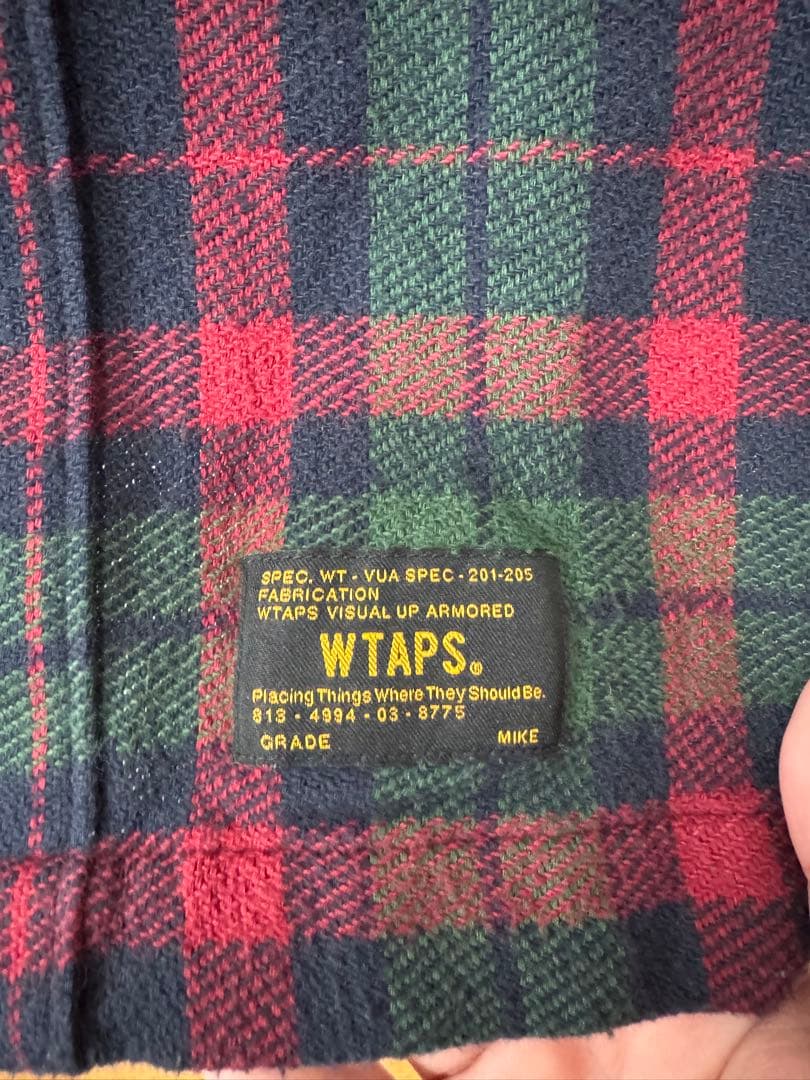 SPEC. WT - VUA SPEC - 201-205
FABRICATION
WTAPS VISUAL UP ARMORED
WTAPS®
Placing Things Where They Should Be.
813 - 4994 - 03 - 8775
GRADE MIKE